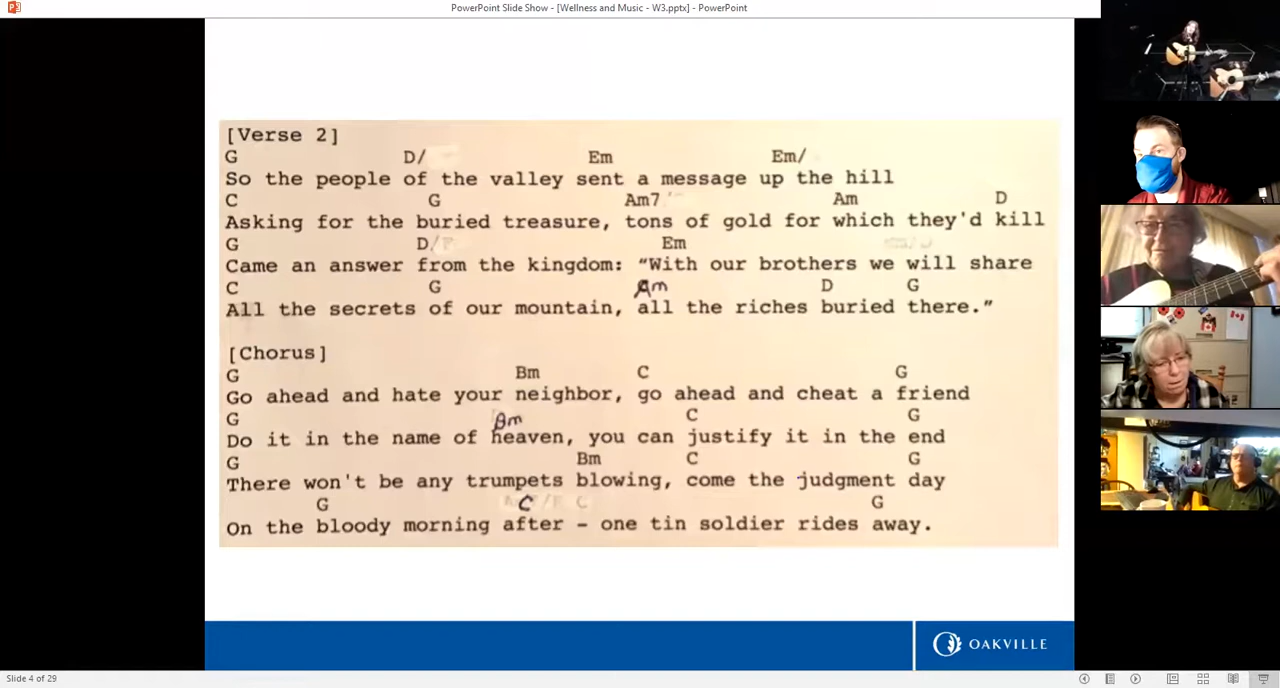 PowerPoint Slide Show - [Wellness and Music - W3.pptx] - PowerPoint
[Verse 2]
G D/ Em Em/
So the people of the valley sent a message up the hill
C G Am7 Am D
Asking for the buried treasure, tons of gold for which they'd kill
G D/ Em
Came an answer from the kingdom: “With our brothers we will share
C G Am D G
All the secrets of our mountain, all the riches buried there.”
[Chorus]
G Bm C G
Go ahead and hate your neighbor, go ahead and cheat a friend
G Bm C G
Do it in the name of heaven, you can justify it in the end
G Bm C G
There won't be any trumpets blowing, come the judgment day
G C G
On the bloody morning after - one tin soldier rides away.
OAKVILLE
Slide 4 of 29